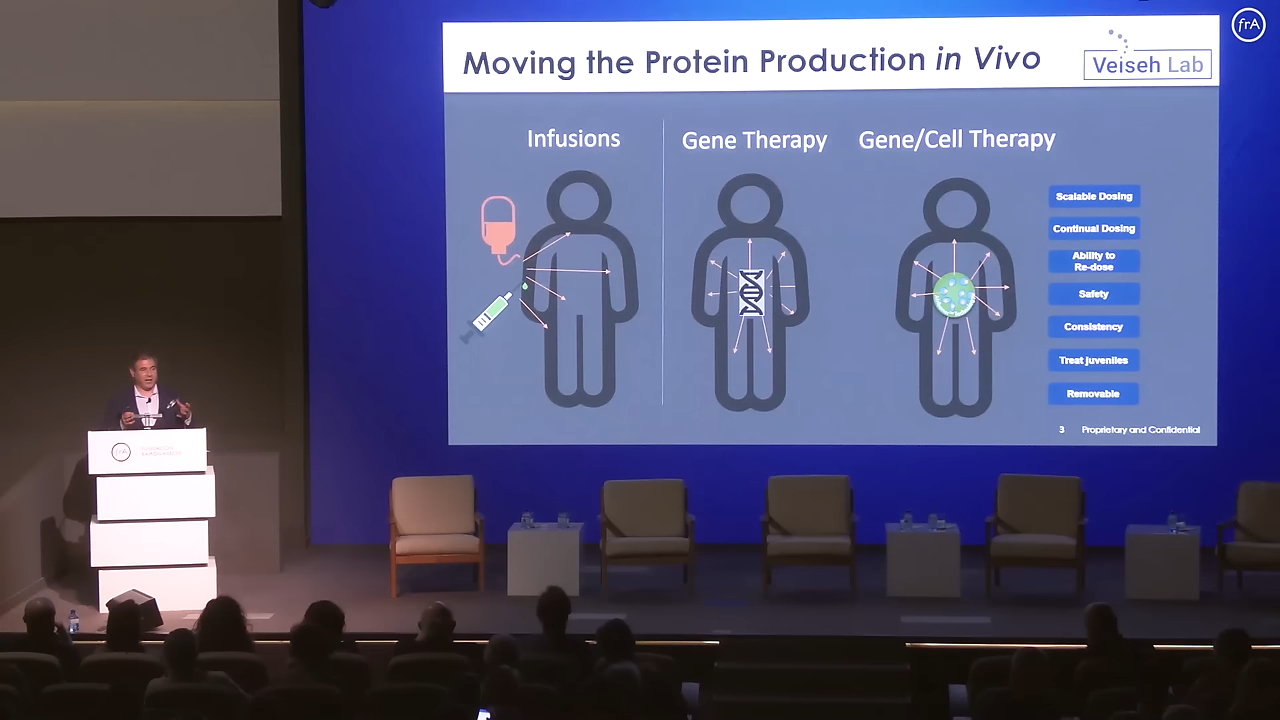 frA
Moving the Protein Production in Vivo
Veiseh Lab
Infusions
Gene Therapy
Gene/Cell Therapy
Scalable Dosing
Continual Dosing
Ability to
Re-dose
Safety
Consistency
Treat juveniles
Removable
3 Proprietary and Confidential
frA